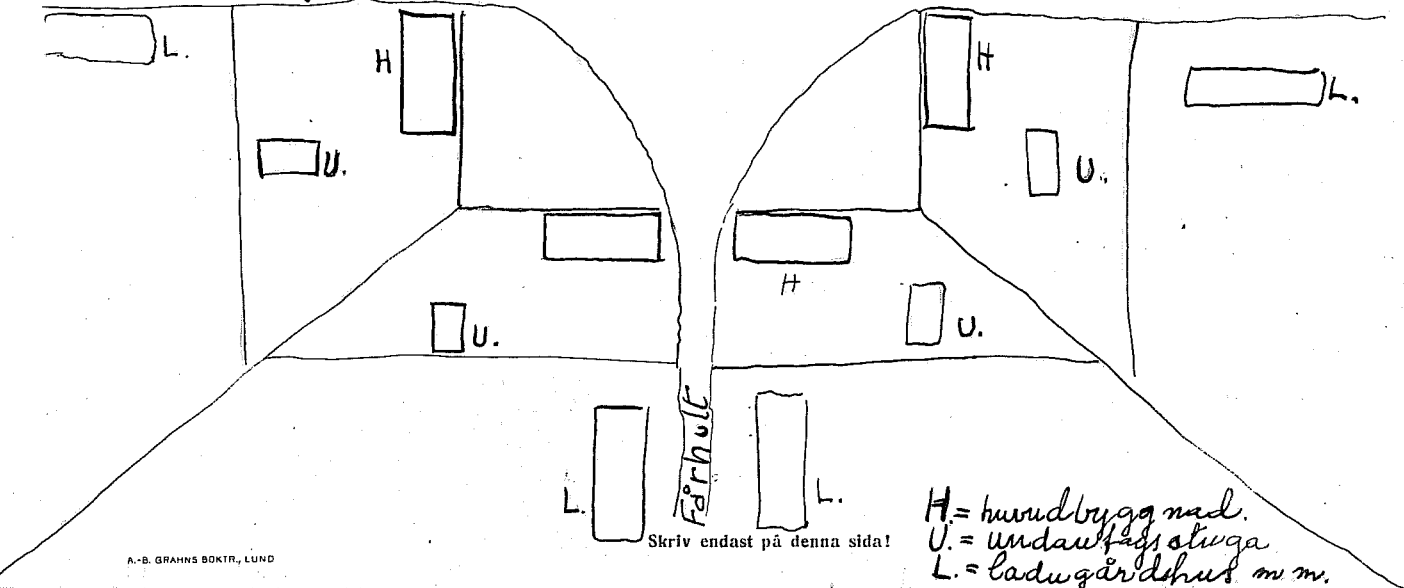 L.
H
H
L.
U.
U.
H
U.
U.
Fårhult
L.
L.
H.= huvudbyggnad.
U.= undantagsstuga
L.= ladugårdshus m m.
Skriv endast på denna sida!
A.-B. GRAHNS BOKTR., LUND